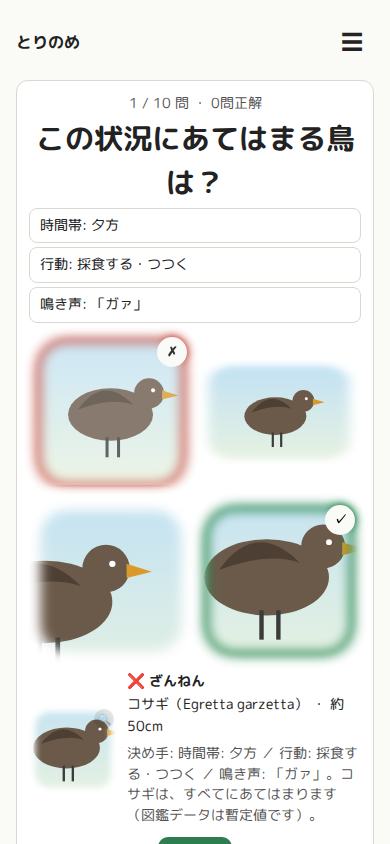 とりのめ
1 / 10 問 · 0問正解
この状況にあてはまる鳥
は？
時間帯: 夕方
行動: 採食する · つつく
鳴き声: 「ガァ」
✗
✓
❌ ざんねん
コサギ（Egretta garzetta） · 約
50cm
決め手: 時間帯: 夕方 ／ 行動: 採食す
る · つつく ／ 鳴き声: 「ガァ」。コ
サギは、すべてにあてはまります
（図鑑データは暫定値です）。